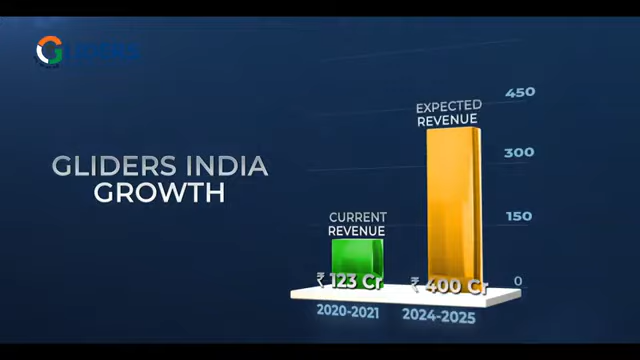 GLIDERS INDIA
GROWTH
450
300
150
0
EXPECTED
REVENUE
CURRENT
REVENUE
₹ 123 Cr
₹ 400 Cr
2020-2021
2024-2025